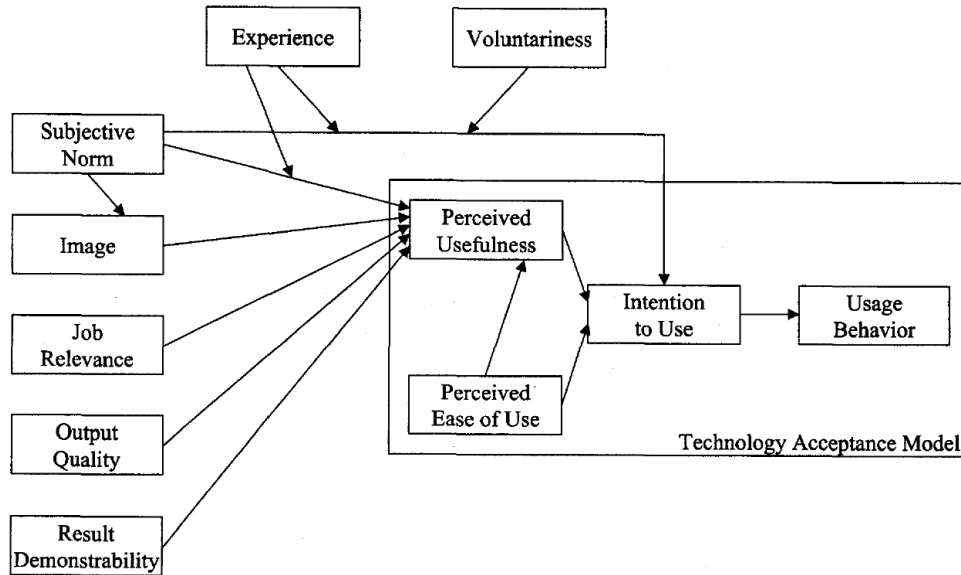 Experience
Voluntariness
Subjective
Norm
Image
Job
Relevance
Output
Quality
Result
Demonstrability
Perceived
Usefulness
Perceived
Ease of Use
Intention
to Use
Usage
Behavior
Technology Acceptance Model